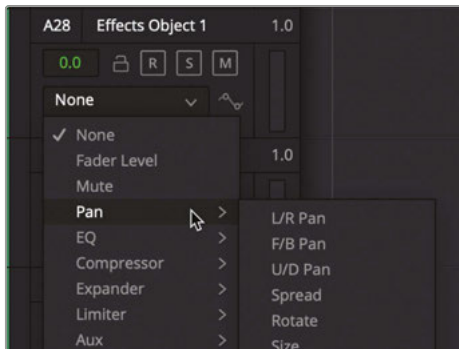 A28 Effects Object 1 1.0
0.0 R S M
None
None
Fader Level 1.0
Mute
Pan
L/R Pan
EQ
F/B Pan
Compressor
U/D Pan
Expander
Spread
Limiter
Rotate
Aux
Size